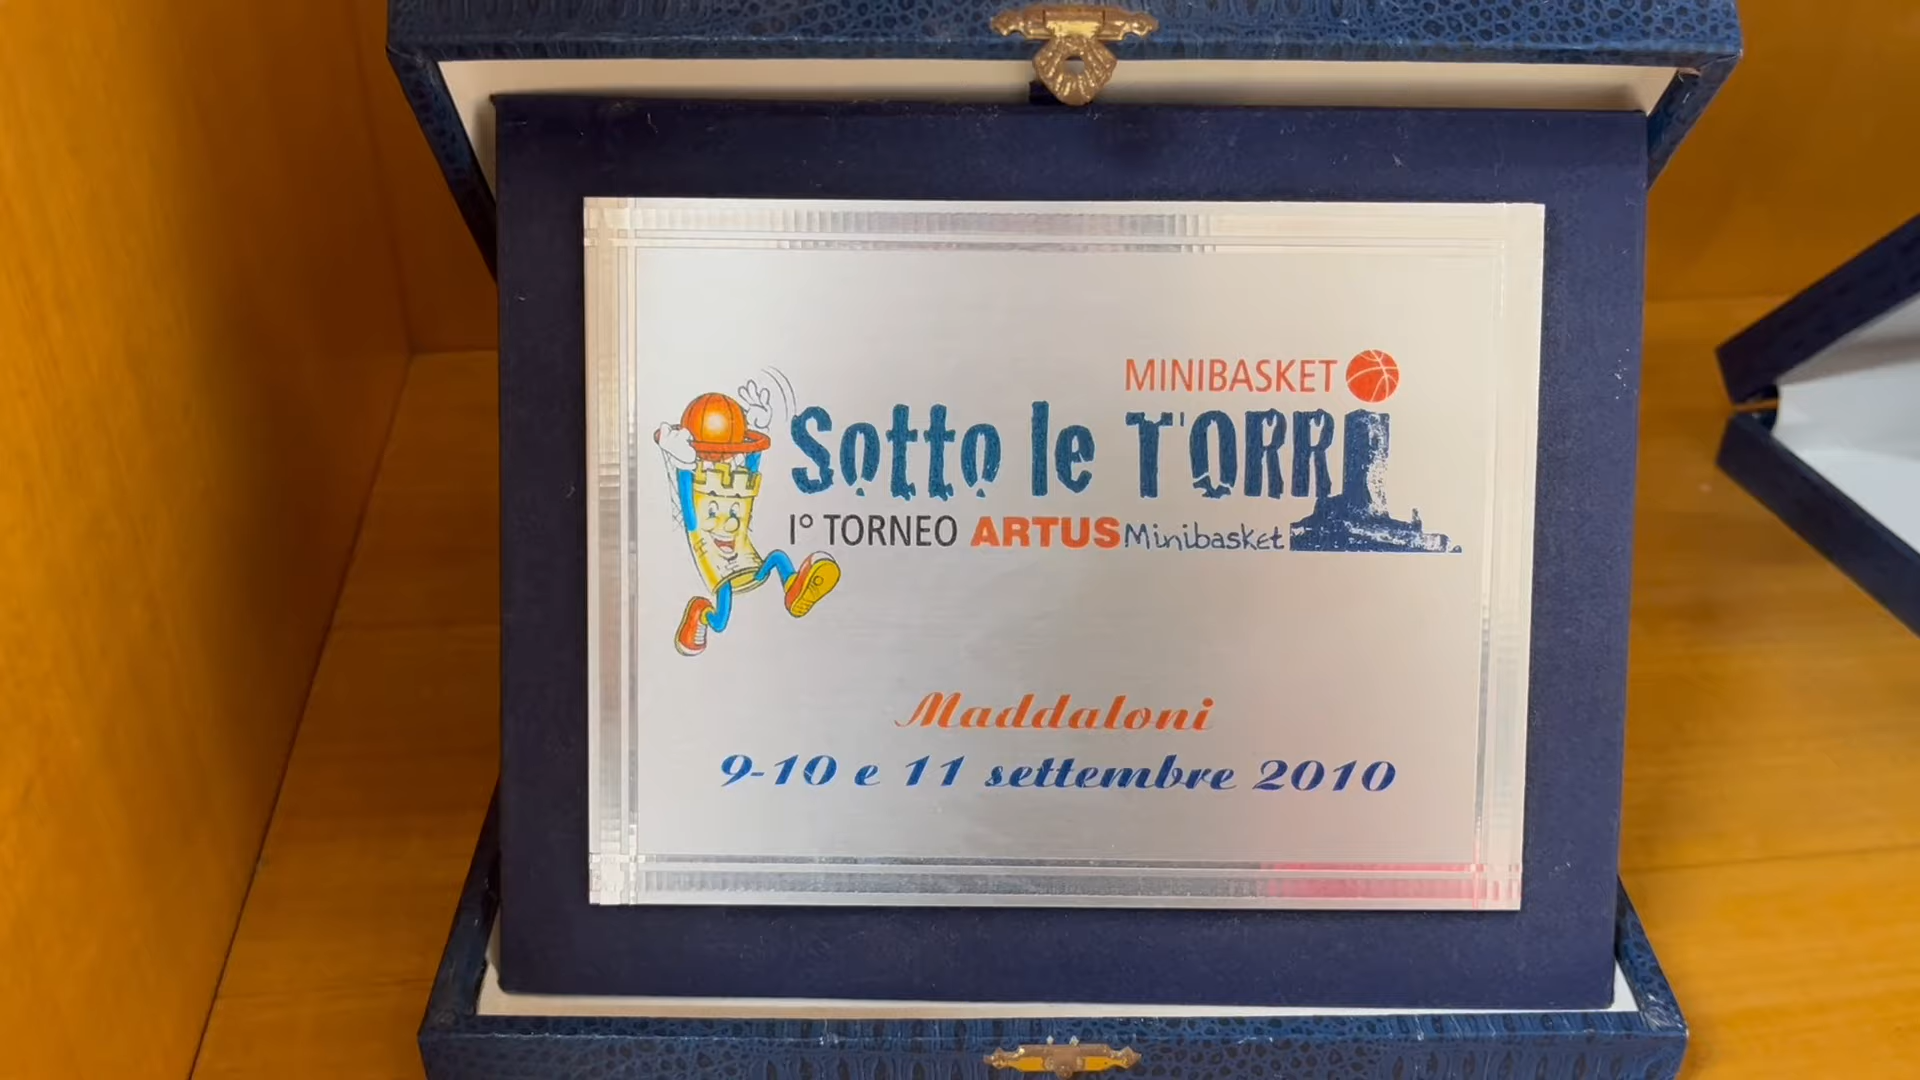 MINIBASKET
Sotto le TORRI
I° TORNEO ARTUS Minibasket
Maddaloni
9-10 e 11 settembre 2010